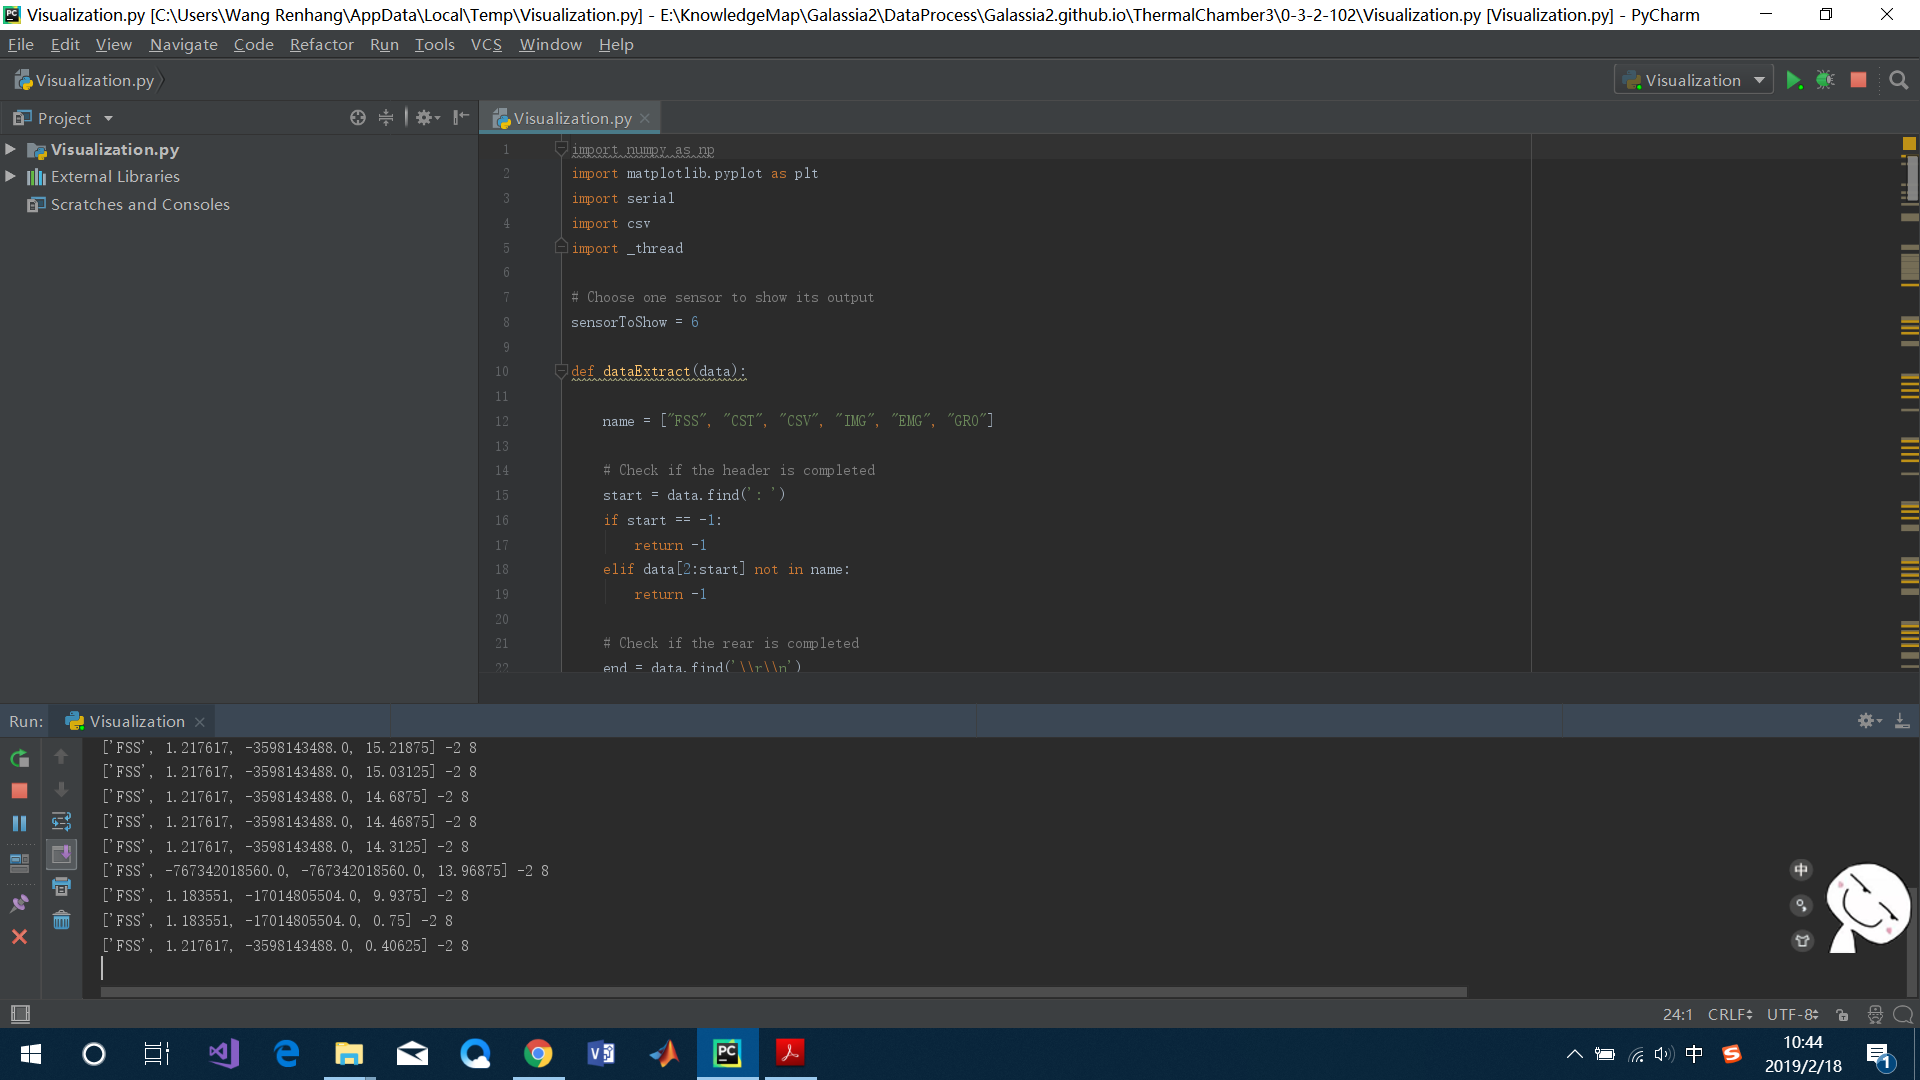 Visualization.py [C:\Users\Wang Renhang\AppData\Local\Temp\Visualization.py] - E:\KnowledgeMap\Galassia2\DataProcess\Galassia2.github.io\ThermalChamber3\0-3-2-102\Visualization.py [Visualization.py] - PyCharm
File Edit View Navigate Code Refactor Run Tools VCS Window Help
Visualization.py
Visualization
Project
Visualization.py
Visualization.py
External Libraries
Scratches and Consoles
1 import numpy as np
2 import matplotlib.pyplot as plt
3 import serial
4 import csv
5 import _thread
6
7 # Choose one sensor to show its output
8 sensorToShow = 6
9
10 def dataExtract(data):
11
12 name = ["FSS", "CST", "CSV", "IMG", "EMG", "GRO"]
13
14 # Check if the header is completed
15 start = data.find(': ')
16 if start == -1:
17 return -1
18 elif data[2:start] not in name:
19 return -1
20
21 # Check if the rear is completed
22 end = data.find('\\r\\n')
Run: Visualization
['FSS', 1.217617, -3598143488.0, 15.21875] -2 8
['FSS', 1.217617, -3598143488.0, 15.03125] -2 8
['FSS', 1.217617, -3598143488.0, 14.6875] -2 8
['FSS', 1.217617, -3598143488.0, 14.46875] -2 8
['FSS', 1.217617, -3598143488.0, 14.3125] -2 8
['FSS', -767342018560.0, -767342018560.0, 13.96875] -2 8
['FSS', 1.183551, -17014805504.0, 9.9375] -2 8
['FSS', 1.183551, -17014805504.0, 0.75] -2 8
['FSS', 1.217617, -3598143488.0, 0.40625] -2 8
中
24:1 CRLF UTF-8
PC
中
S
10:44
2019/2/18
1